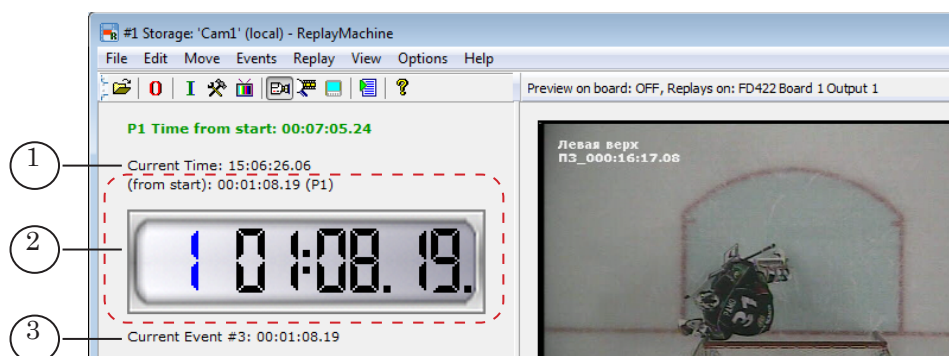 #1 Storage: 'Cam1' (local) - ReplayMachine
File Edit Move Events Replay View Options Help
Preview on board: OFF, Replays on: FD422 Board 1 Output 1
P1 Time from start: 00:07:05.24
1
Current Time: 15:06:26.06
(from start): 00:01:08.19 (P1)
2
1 01:08.19.
3
Current Event #3: 00:01:08.19
Левая верх
ПЗ_000:16:17.08
31